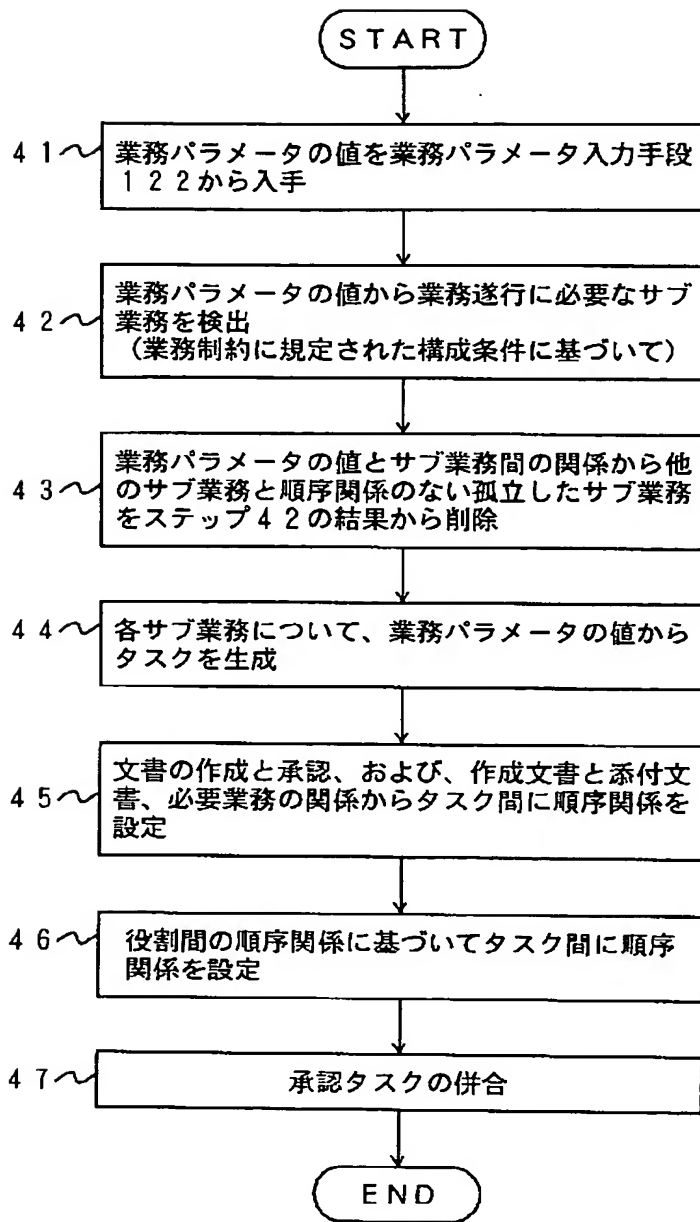 START
41
業務パラメータの値を業務パラメータ入力手段
122から入手
42
業務パラメータの値から業務遂行に必要なサブ
業務を検出
(業務制約に規定された構成条件に基づいて)
43
業務パラメータの値とサブ業務間の関係から他
のサブ業務と順序関係のない孤立したサブ業務
をステップ42の結果から削除
44
各サブ業務について、業務パラメータの値から
タスクを生成
45
文書の作成と承認、および、作成文書と添付文
書、必要業務の関係からタスク間に順序関係を
設定
46
役割間の順序関係に基づいてタスク間に順序
関係を設定
47
承認タスクの併合
END